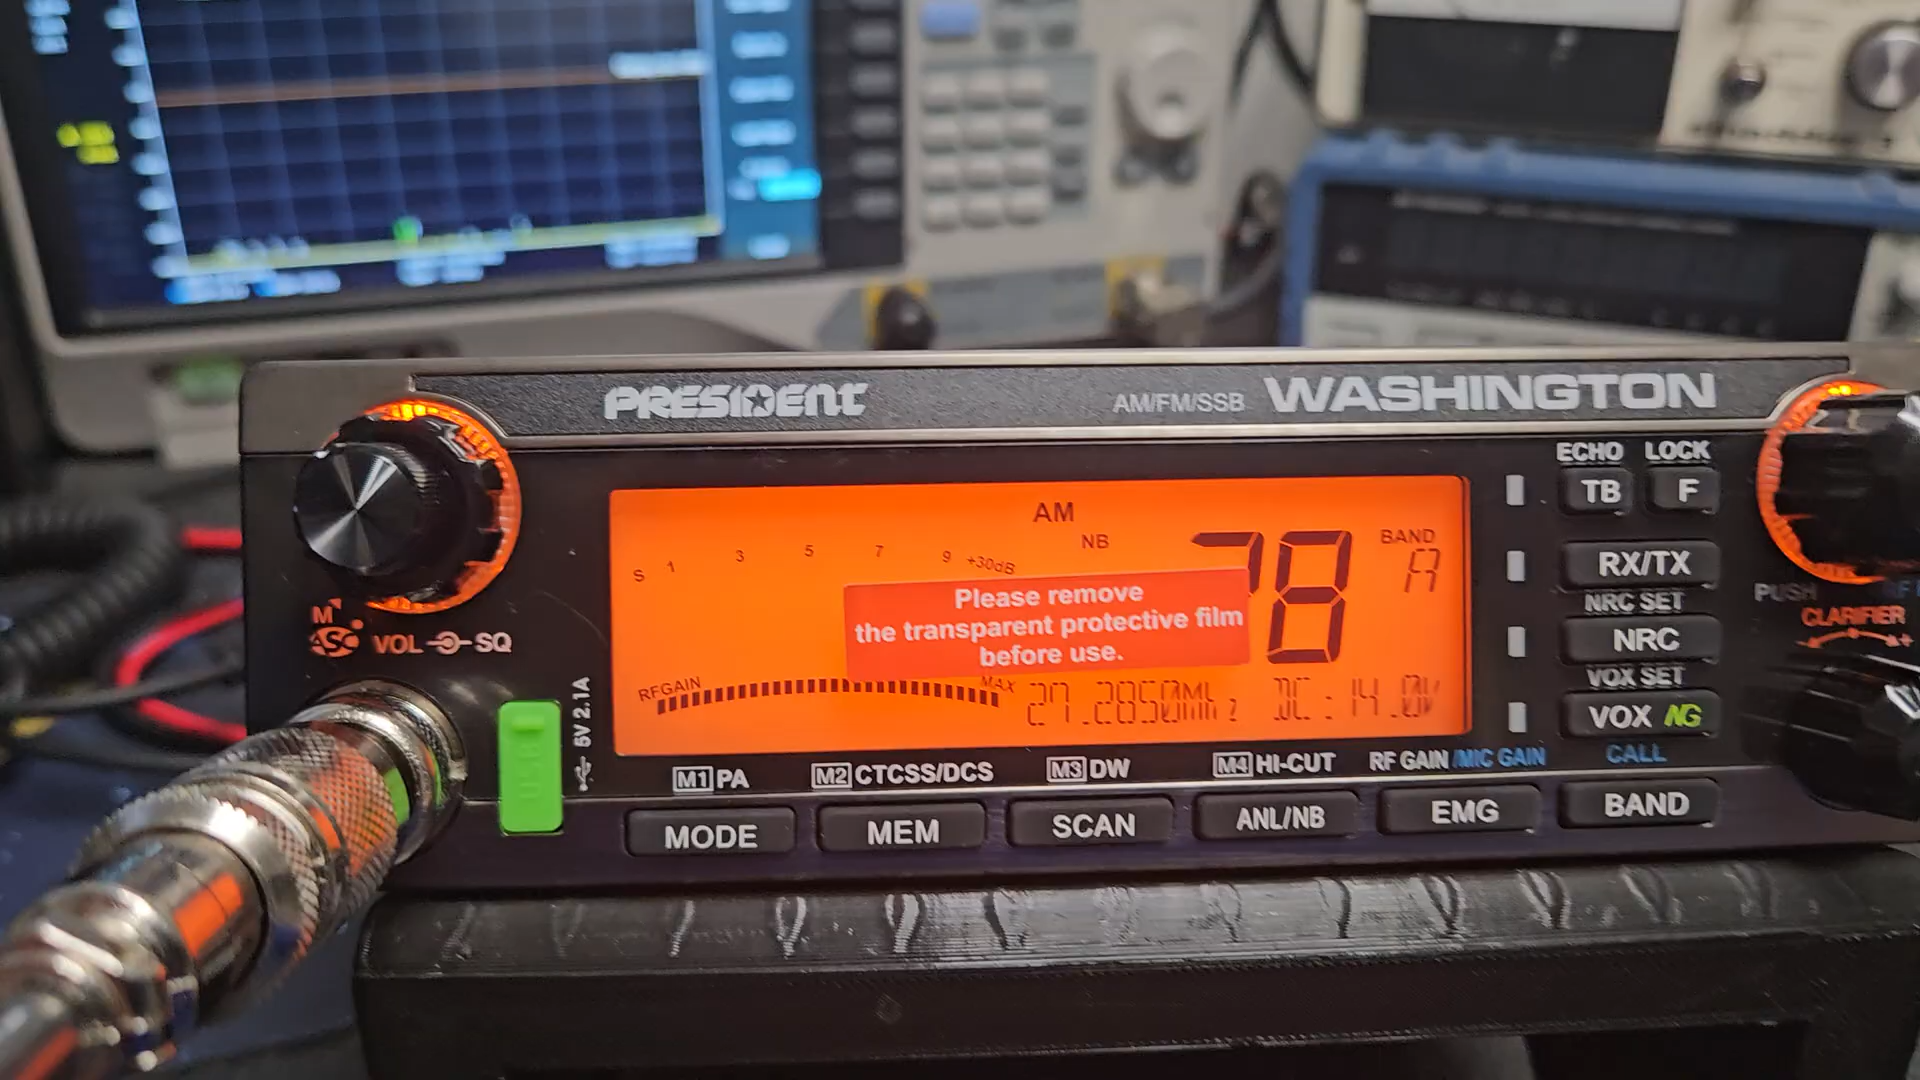 PRESIDENT
AM/FM/SSB WASHINGTON
ECHO LOCK
TB F
AM
NB
BAND
A
S 1 3 5 7 9 +30dB
78
Please remove
the transparent protective film
before use.
RX/TX
NRC SET
NRC
VOX SET
VOX NG
CALL
BAND
PUSH
CLARIFIER
M
ASC VOL SQ
USB
5V 2.1A
RFGAIN MAX
27.2850MHz DC:14.0V
M1 PA M2 CTCSS/DCS M3 DW M4 HI-CUT RF GAIN/MIC GAIN
MODE MEM SCAN ANL/NB EMG